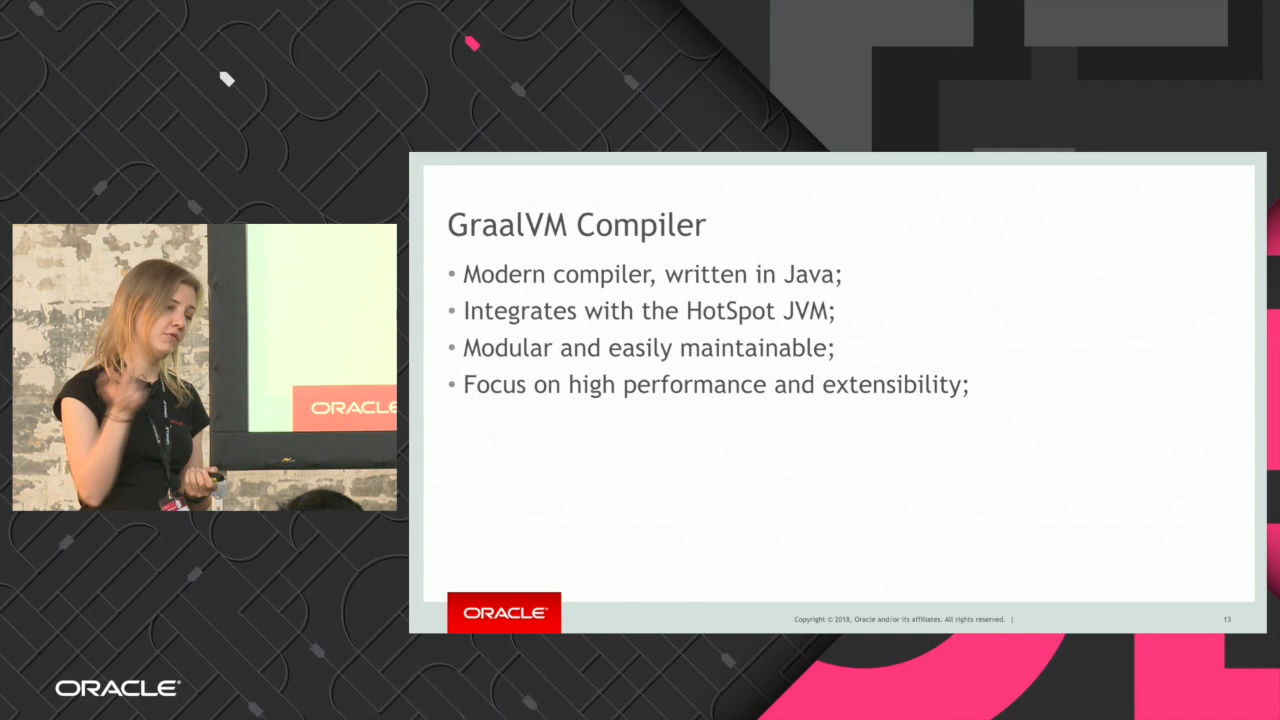 GraalVM Compiler
• Modern compiler, written in Java;
• Integrates with the HotSpot JVM;
• Modular and easily maintainable;
• Focus on high performance and extensibility;
ORACLE
ORACLE®
Copyright © 2018, Oracle and/or its affiliates. All rights reserved. |
13
ORACLE®